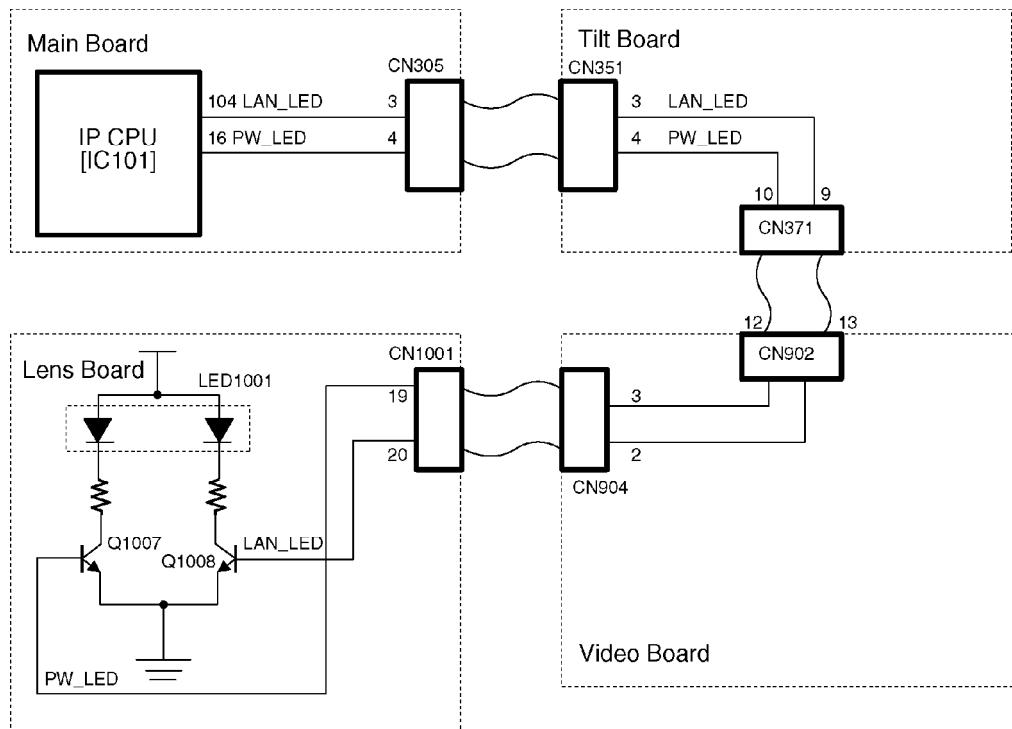 Main Board
IP CPU
[IC101]
104 LAN_LED
16 PW_LED
3
4
CN305
CN351
Tilt Board
3 LAN_LED
4 PW_LED
10 9
CN371
12 13
CN902
Lens Board
LED1001
CN1001
19
20
3
2
CN904
Q1007
Q1008
LAN_LED
PW_LED
Video Board